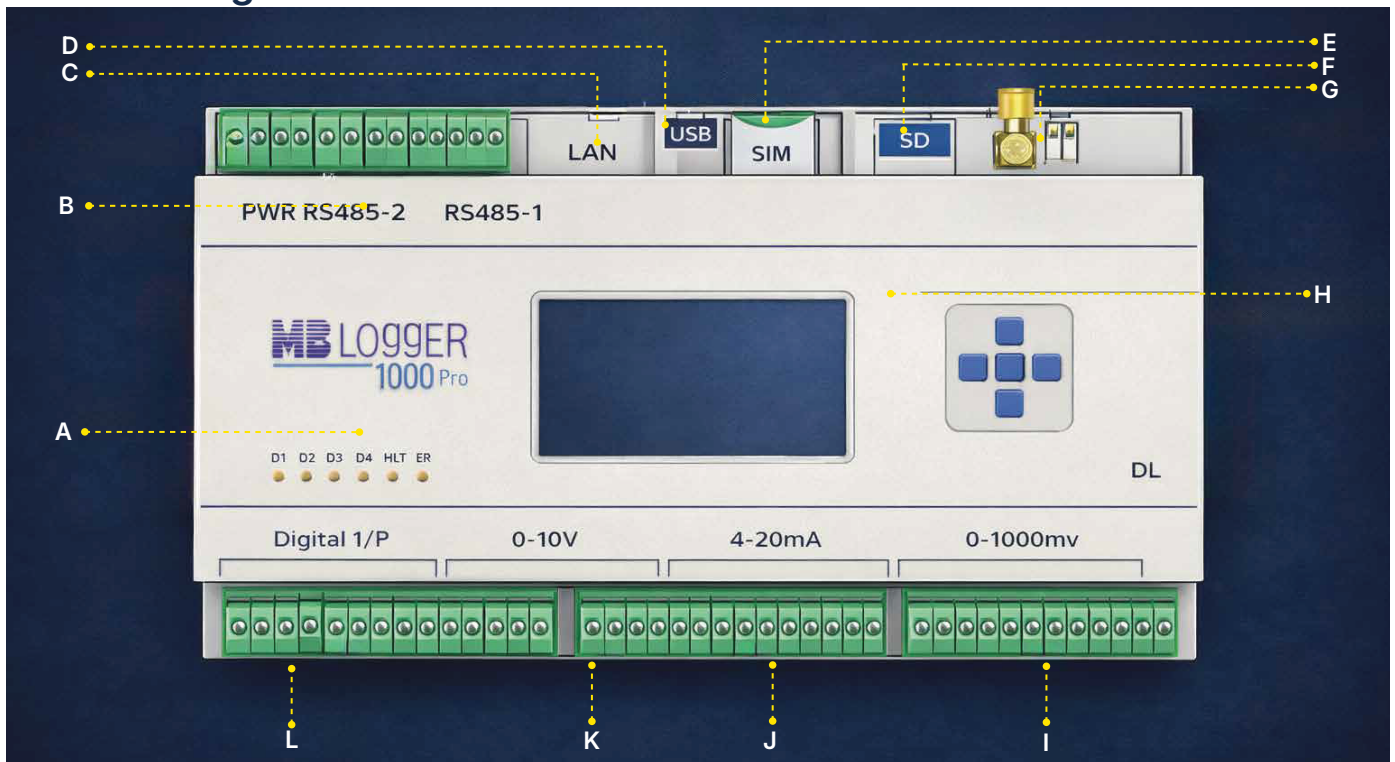 D
C
E
F
G
LAN
USB
SIM
SD
B
PWR RS485-2 RS485-1
H
MB LOGGER
1000 Pro
A
D1 D2 D3 D4 HLT ER
DL
Digital 1/P 0-10V 4-20mA 0-1000mv
L K J I